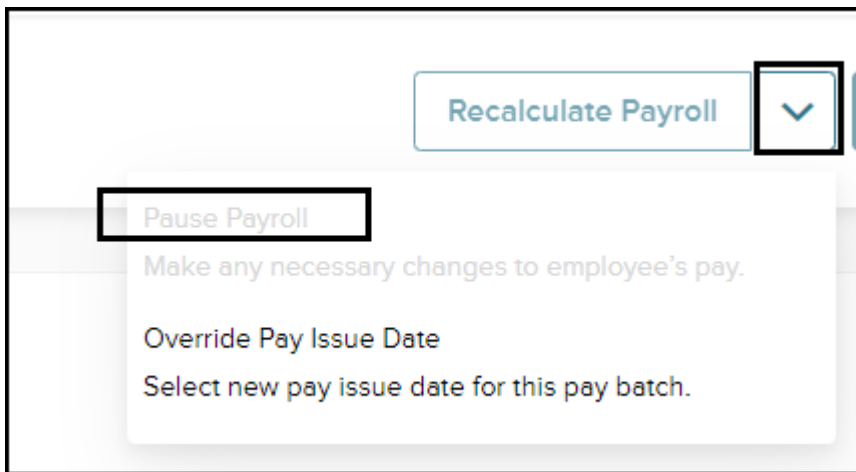 Recalculate Payroll
Pause Payroll
Make any necessary changes to employee’s pay.
Override Pay Issue Date
Select new pay issue date for this pay batch.